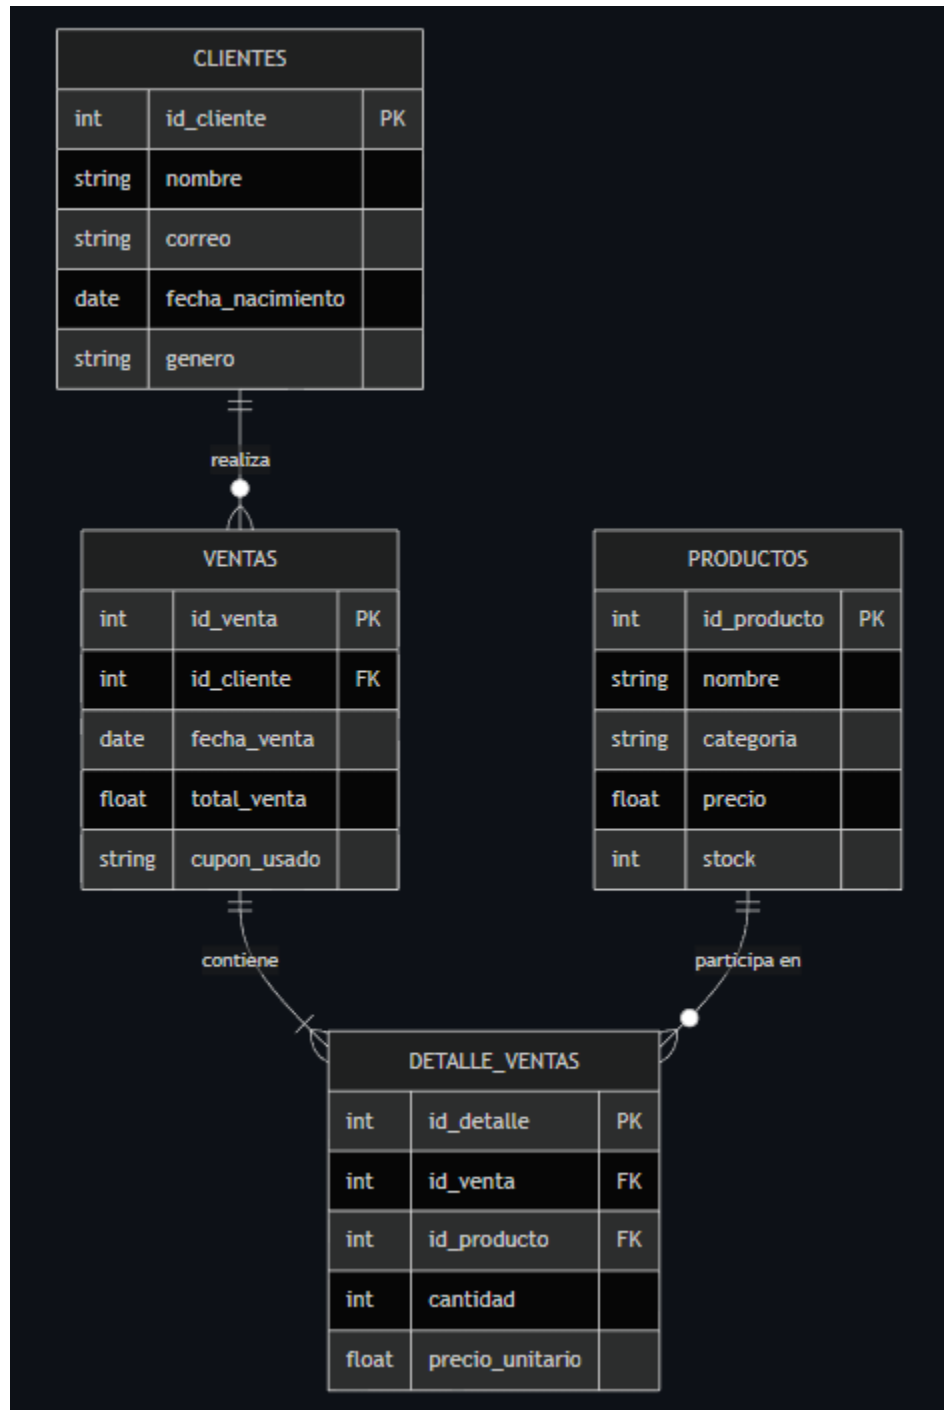 CLIENTES
int id_cliente PK
string nombre
string correo
date fecha_nacimiento
string genero
realiza
VENTAS
int id_venta PK
int id_cliente FK
date fecha_venta
float total_venta
string cupon_usado
PRODUCTOS
int id_producto PK
string nombre
string categoria
float precio
int stock
contiene
participa en
DETALLE_VENTAS
int id_detalle PK
int id_venta FK
int id_producto FK
int cantidad
float precio_unitario